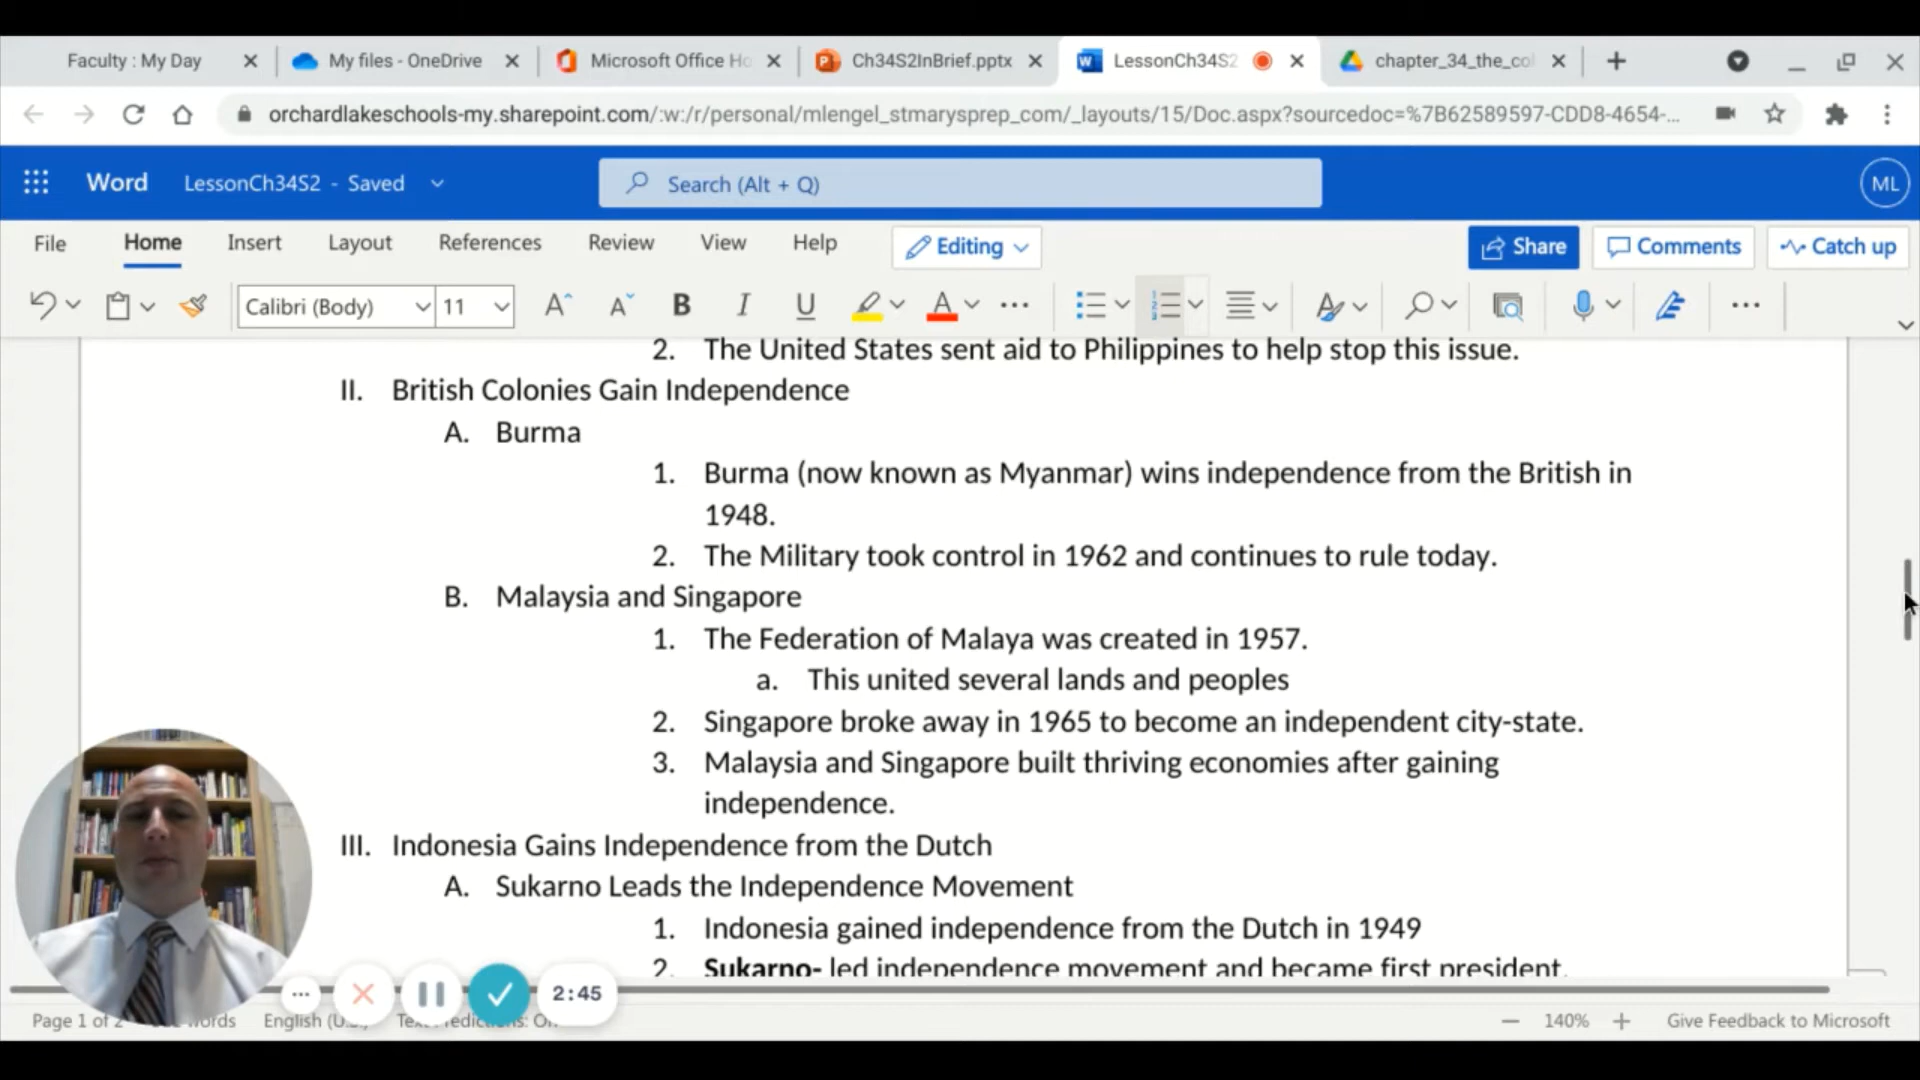 Faculty : My Day
My files - OneDrive
Microsoft Office Ho
Ch34S2InBrief.pptx
LessonCh34S2
chapter_34_the_col
orchardlakeschools-my.sharepoint.com/:w:/r/personal/mlengel_stmarysprep_com/_layouts/15/Doc.aspx?sourcedoc=%7B62589597-CDD8-4654-...
Word
LessonCh34S2 - Saved
Search (Alt + Q)
ML
File
Home
Insert
Layout
References
Review
View
Help
Editing
Share
Comments
Catch up
Calibri (Body)
11
2. The United States sent aid to Philippines to help stop this issue.
II. British Colonies Gain Independence
A. Burma
1. Burma (now known as Myanmar) wins independence from the British in
1948.
2. The Military took control in 1962 and continues to rule today.
B. Malaysia and Singapore
1. The Federation of Malaya was created in 1957.
a. This united several lands and peoples
2. Singapore broke away in 1965 to become an independent city-state.
3. Malaysia and Singapore built thriving economies after gaining
independence.
III. Indonesia Gains Independence from the Dutch
A. Sukarno Leads the Independence Movement
1. Indonesia gained independence from the Dutch in 1949
2. Sukarno- led independence movement and became first president.
2:45
Page 1 of 2
words
English (U.S.)
140%
Give Feedback to Microsoft